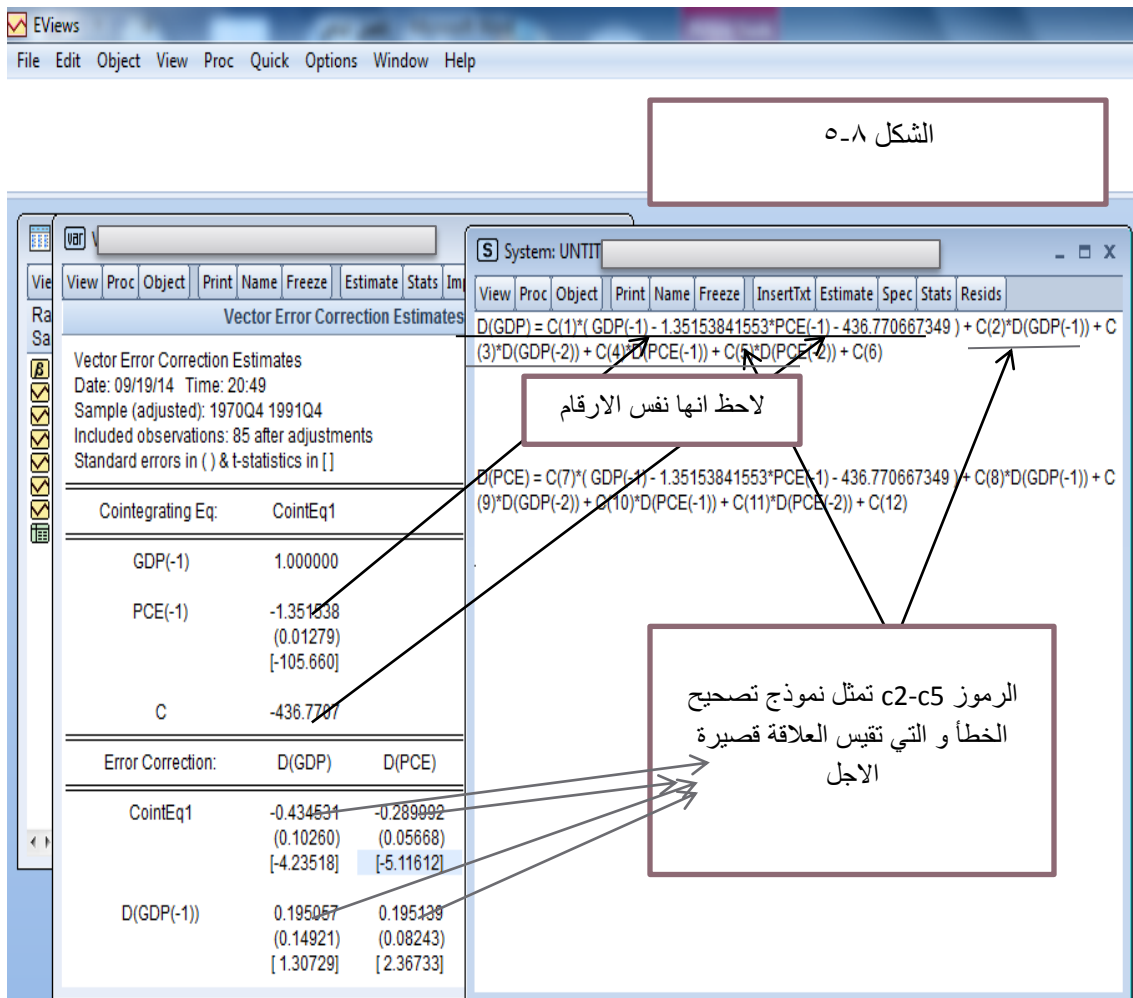 EViews
File Edit Object View Proc Quick Options Window Help
الشكل ٨-٥
Vie
Ra
Sa
var V
View Proc Object Print Name Freeze Estimate Stats Im
Vector Error Correction Estimates
Vector Error Correction Estimates
Date: 09/19/14 Time: 20:49
Sample (adjusted): 1970Q4 1991Q4
Included observations: 85 after adjustments
Standard errors in ( ) & t-statistics in [ ]
Cointegrating Eq: CointEq1
GDP(-1) 1.000000
PCE(-1) -1.351538
(0.01279)
[-105.660]
C -436.7707
Error Correction: D(GDP) D(PCE)
CointEq1 -0.434531 -0.289992
(0.10260) (0.05668)
[-4.23518] [-5.11612]
D(GDP(-1)) 0.195057 0.195139
(0.14921) (0.08243)
[ 1.30729] [ 2.36733]
S System: UNTIT
View Proc Object Print Name Freeze InsertTxt Estimate Spec Stats Resids
D(GDP) = C(1)*( GDP(-1) - 1.35153841553*PCE(-1) - 436.770667349 ) + C(2)*D(GDP(-1)) + C
(3)*D(GDP(-2)) + C(4)*D(PCE(-1)) + C(5)*D(PCE(-2)) + C(6)
لاحظ انها نفس الارقام
D(PCE) = C(7)*( GDP(-1) - 1.35153841553*PCE(-1) - 436.770667349 ) + C(8)*D(GDP(-1)) + C
(9)*D(GDP(-2)) + C(10)*D(PCE(-1)) + C(11)*D(PCE(-2)) + C(12)
الرموز c2-c5 تمثل نموذج تصحيح
الخطأ و التي تقيس العلاقة قصيرة
الاجل